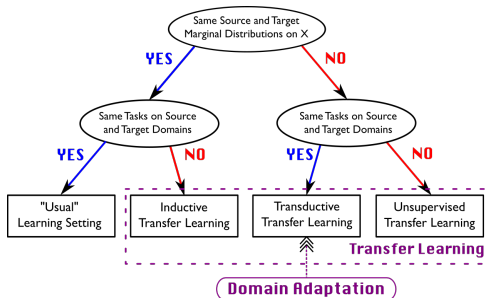 Same Source and Target
Marginal Distributions on X
YES
NO
Same Tasks on Source
and Target Domains
Same Tasks on Source
and Target Domains
YES
NO
YES
NO
"Usual"
Learning Setting
Inductive
Transfer Learning
Transductive
Transfer Learning
Unsupervised
Transfer Learning
Transfer Learning
Domain Adaptation